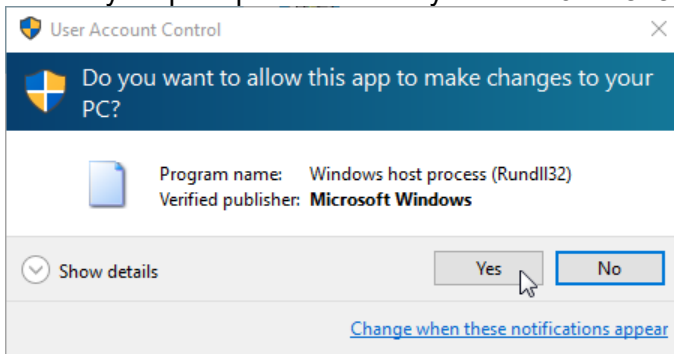 User Account Control
Do you want to allow this app to make changes to your
PC?
Program name: Windows host process (Rundll32)
Verified publisher: Microsoft Windows
Show details
Yes
No
Change when these notifications appear